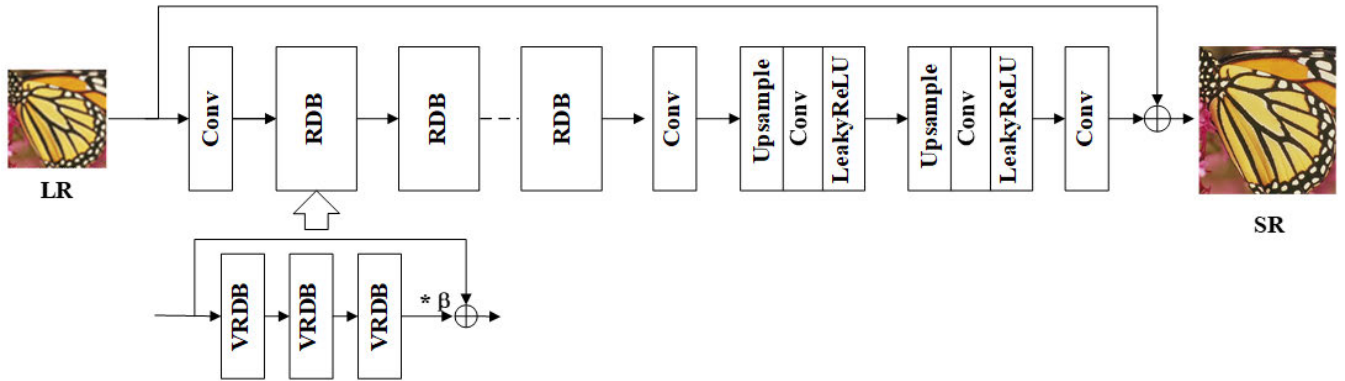 LR
Conv
RDB
RDB
RDB
Conv
Upsample
Conv
LeakyReLU
Upsample
Conv
LeakyReLU
Conv
SR
VRDB
VRDB
VRDB
* β